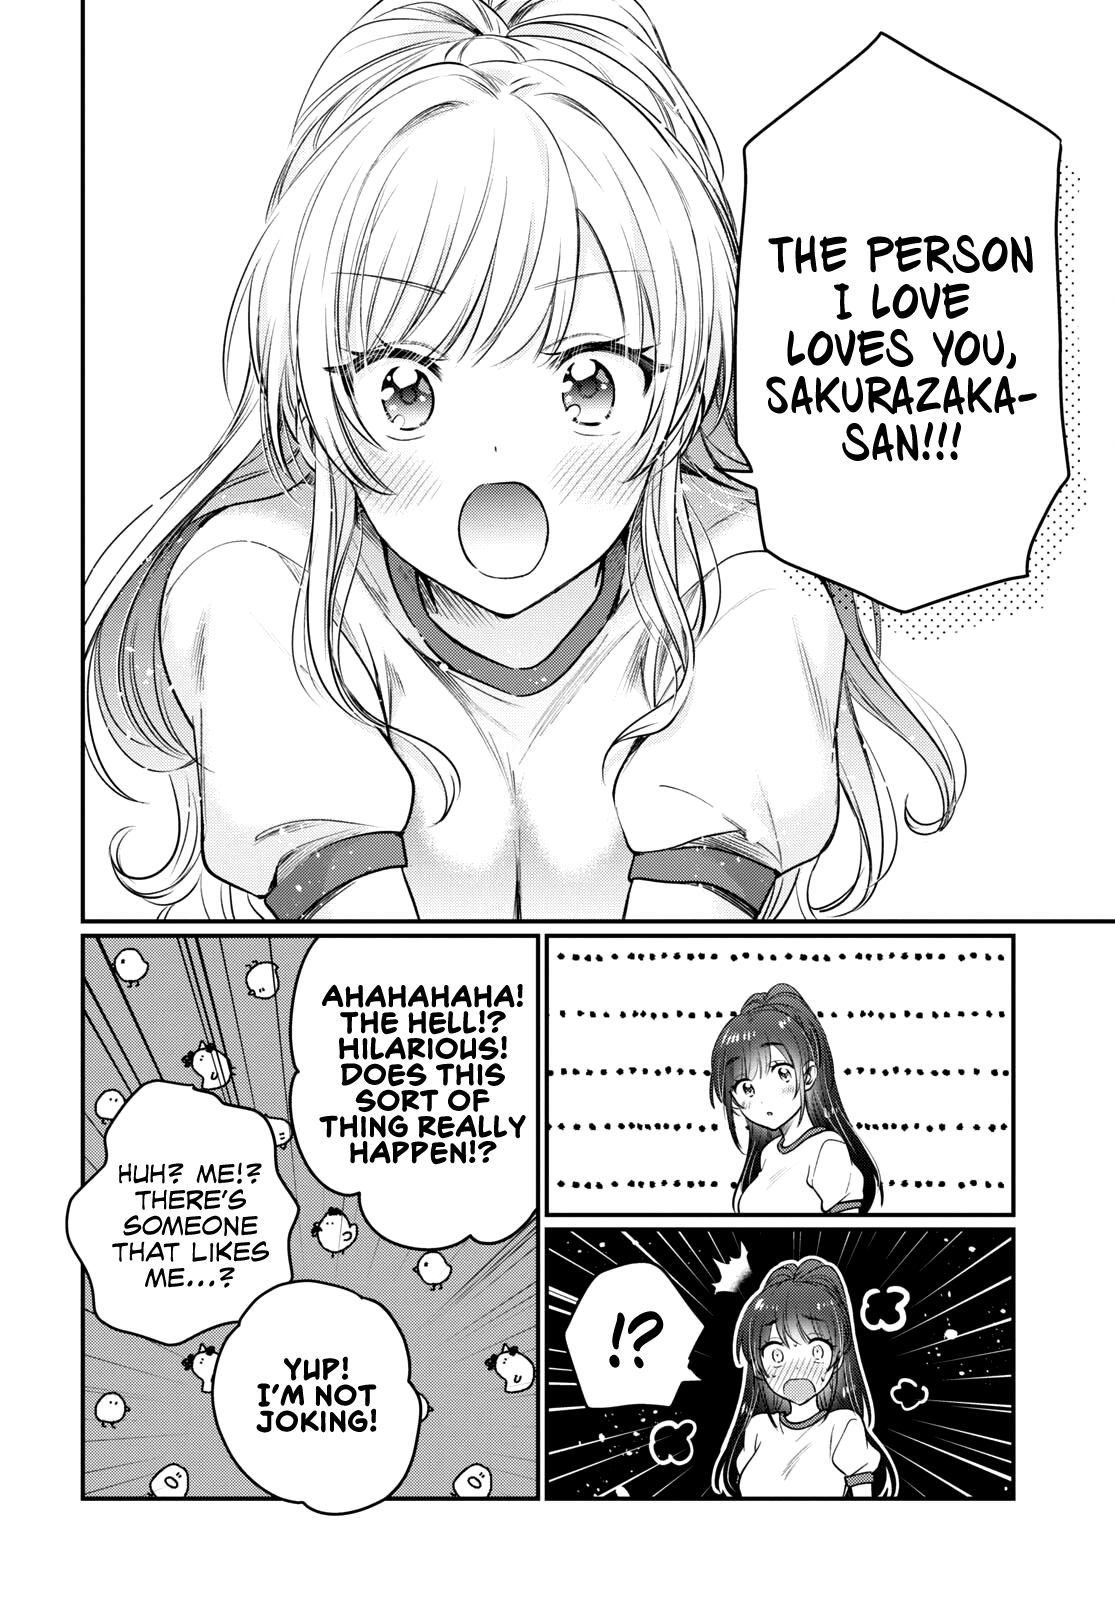 THE PERSON
I LOVE
LOVES YOU,
SAKURAZAKA-
SAN!!!
!?
AHAHAHAHA!
THE HELL!?
HILARIOUS!
DOES THIS
SORT OF
THING REALLY
HAPPEN!?
HUH? ME!?
THERE'S
SOMEONE
THAT LIKES
ME...?
YUP!
I'M NOT
JOKING!